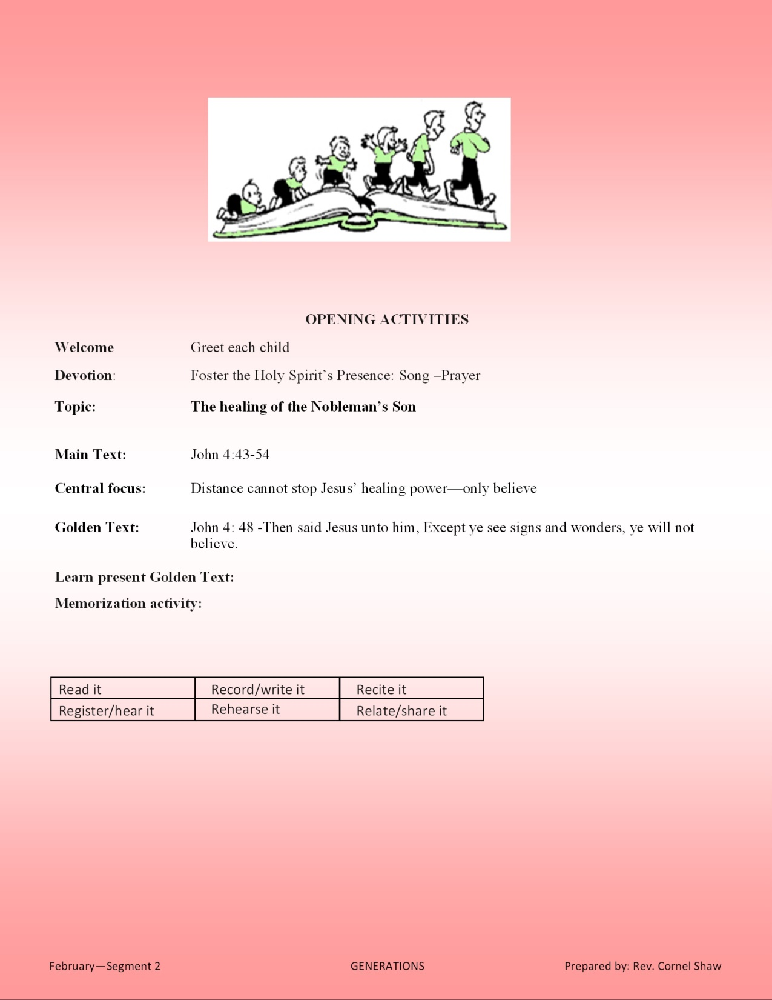 OPENING ACTIVITIES
Welcome Greet each child
Devotion: Foster the Holy Spirit’s Presence: Song –Prayer
Topic: The healing of the Nobleman’s Son
Main Text: John 4:43-54
Central focus: Distance cannot stop Jesus’ healing power—only believe
Golden Text: John 4: 48 -Then said Jesus unto him, Except ye see signs and wonders, ye will not
believe.
Learn present Golden Text:
Memorization activity:
Read it Record/write it Recite it
Register/hear it Rehearse it Relate/share it
February—Segment 2 GENERATIONS Prepared by: Rev. Cornel Shaw